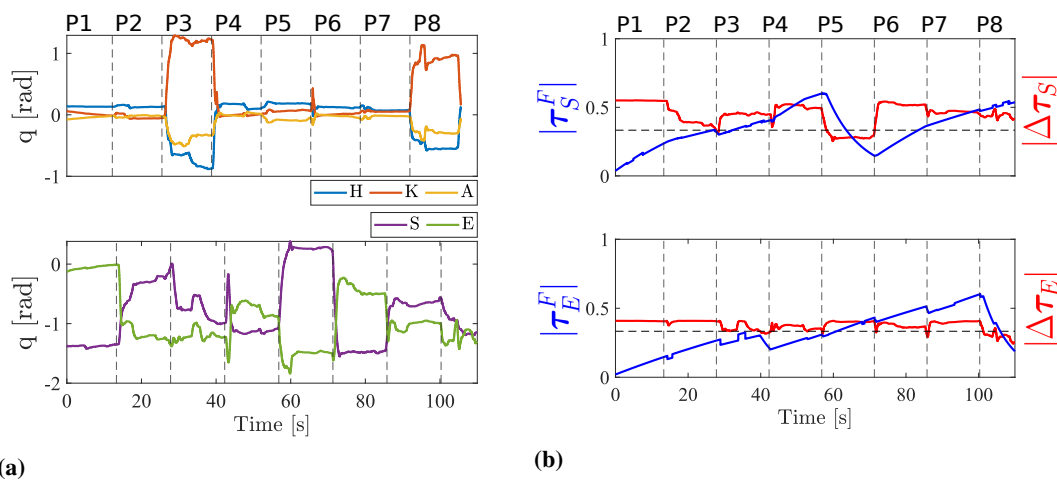 P1 P2 P3 P4 P5 P6 P7 P8
1
0
-1
q [rad]
H K A
S E
0
-1
-2
q [rad]
0 20 40 60 80 100
Time [s]
(a)
P1 P2 P3 P4 P5 P6 P7 P8
1
0.5
0
|τ_S^F|
|Δτ_S|
1
0.5
0
|τ_E^F|
|Δτ_E|
0 20 40 60 80 100
Time [s]
(b)